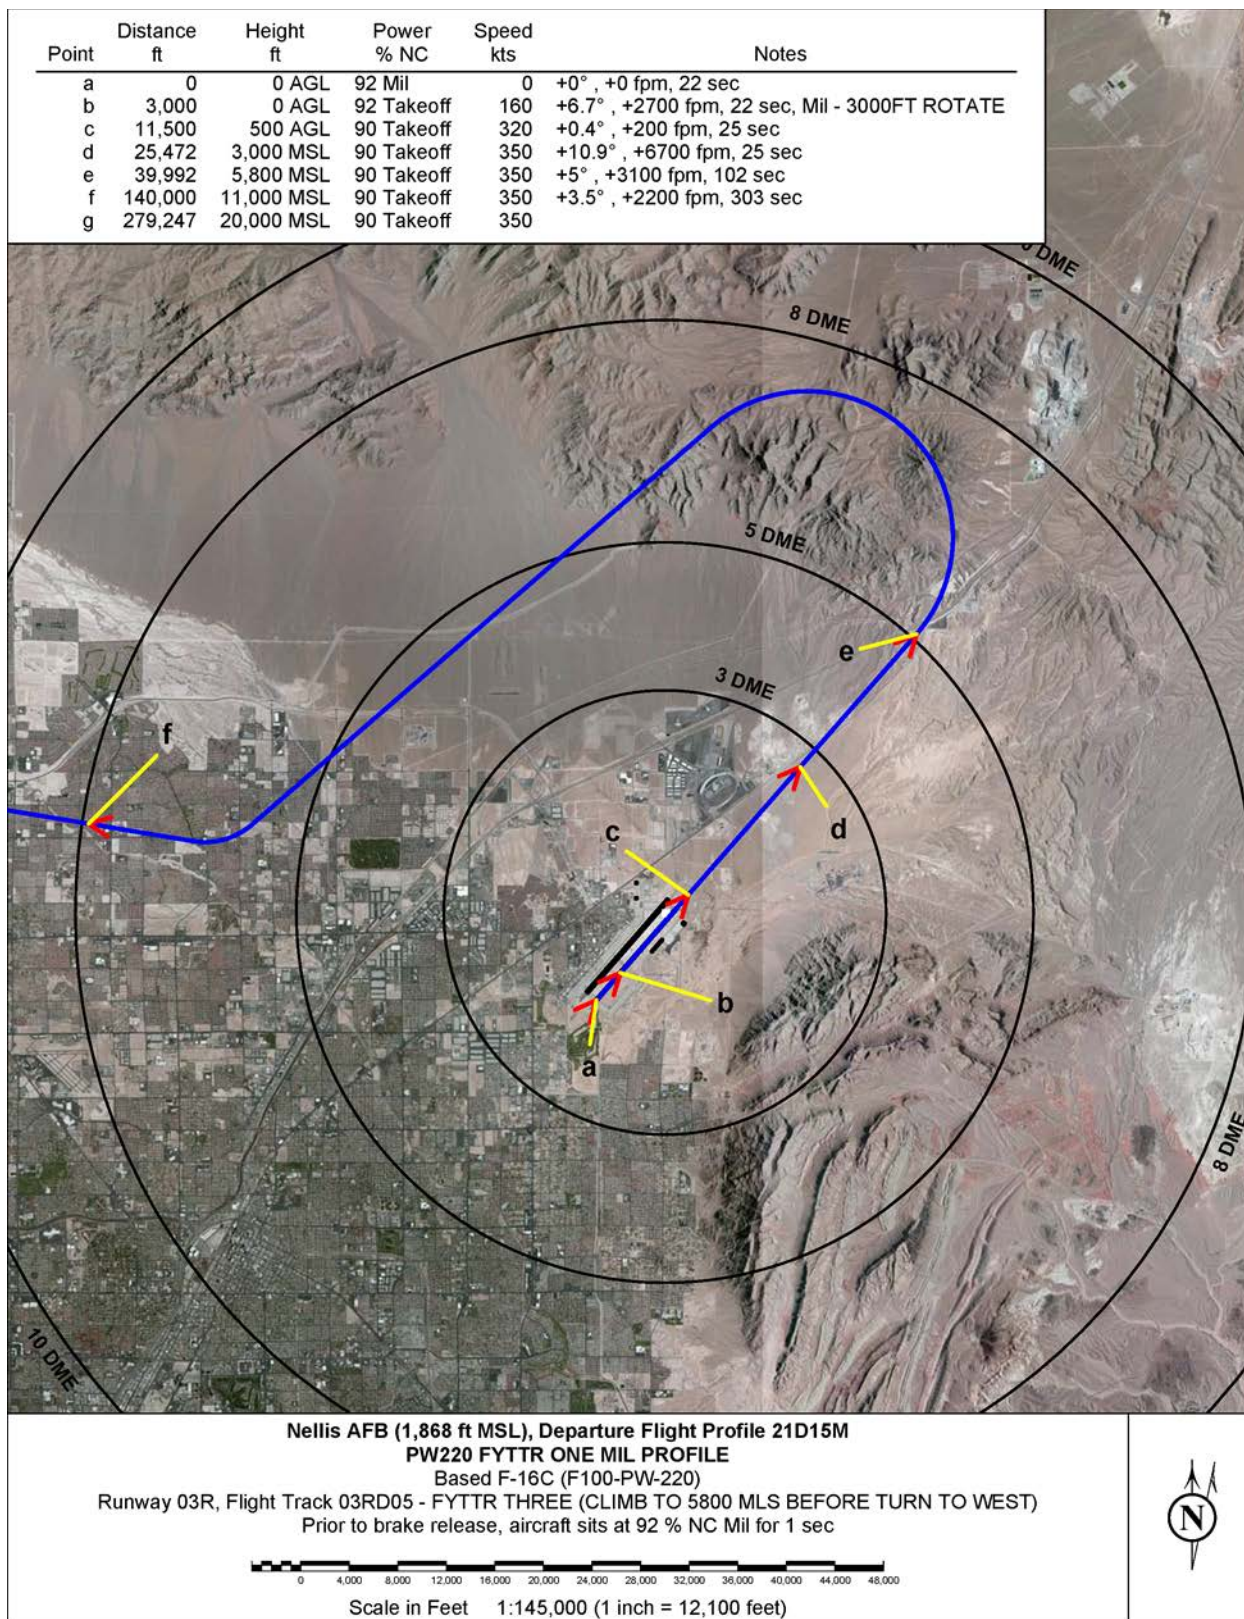 Point Distance ft Height ft Power % NC Speed kts Notes
a 0 0 AGL 92 Mil 0 +0° , +0 fpm, 22 sec
b 3,000 0 AGL 92 Takeoff 160 +6.7° , +2700 fpm, 22 sec, Mil - 3000FT ROTATE
c 11,500 500 AGL 90 Takeoff 320 +0.4° , +200 fpm, 25 sec
d 25,472 3,000 MSL 90 Takeoff 350 +10.9° , +6700 fpm, 25 sec
e 39,992 5,800 MSL 90 Takeoff 350 +5° , +3100 fpm, 102 sec
f 140,000 11,000 MSL 90 Takeoff 350 +3.5° , +2200 fpm, 303 sec
g 279,247 20,000 MSL 90 Takeoff 350
DME
8 DME
5 DME
e
3 DME
f
c
d
b
a
8 DME
10 DME
Nellis AFB (1,868 ft MSL), Departure Flight Profile 21D15M
PW220 FYTTR ONE MIL PROFILE
Based F-16C (F100-PW-220)
Runway 03R, Flight Track 03RD05 - FYTTR THREE (CLIMB TO 5800 MLS BEFORE TURN TO WEST)
Prior to brake release, aircraft sits at 92 % NC Mil for 1 sec
N
0 4,000 8,000 12,000 16,000 20,000 24,000 28,000 32,000 36,000 40,000 44,000 48,000
Scale in Feet 1:145,000 (1 inch = 12,100 feet)